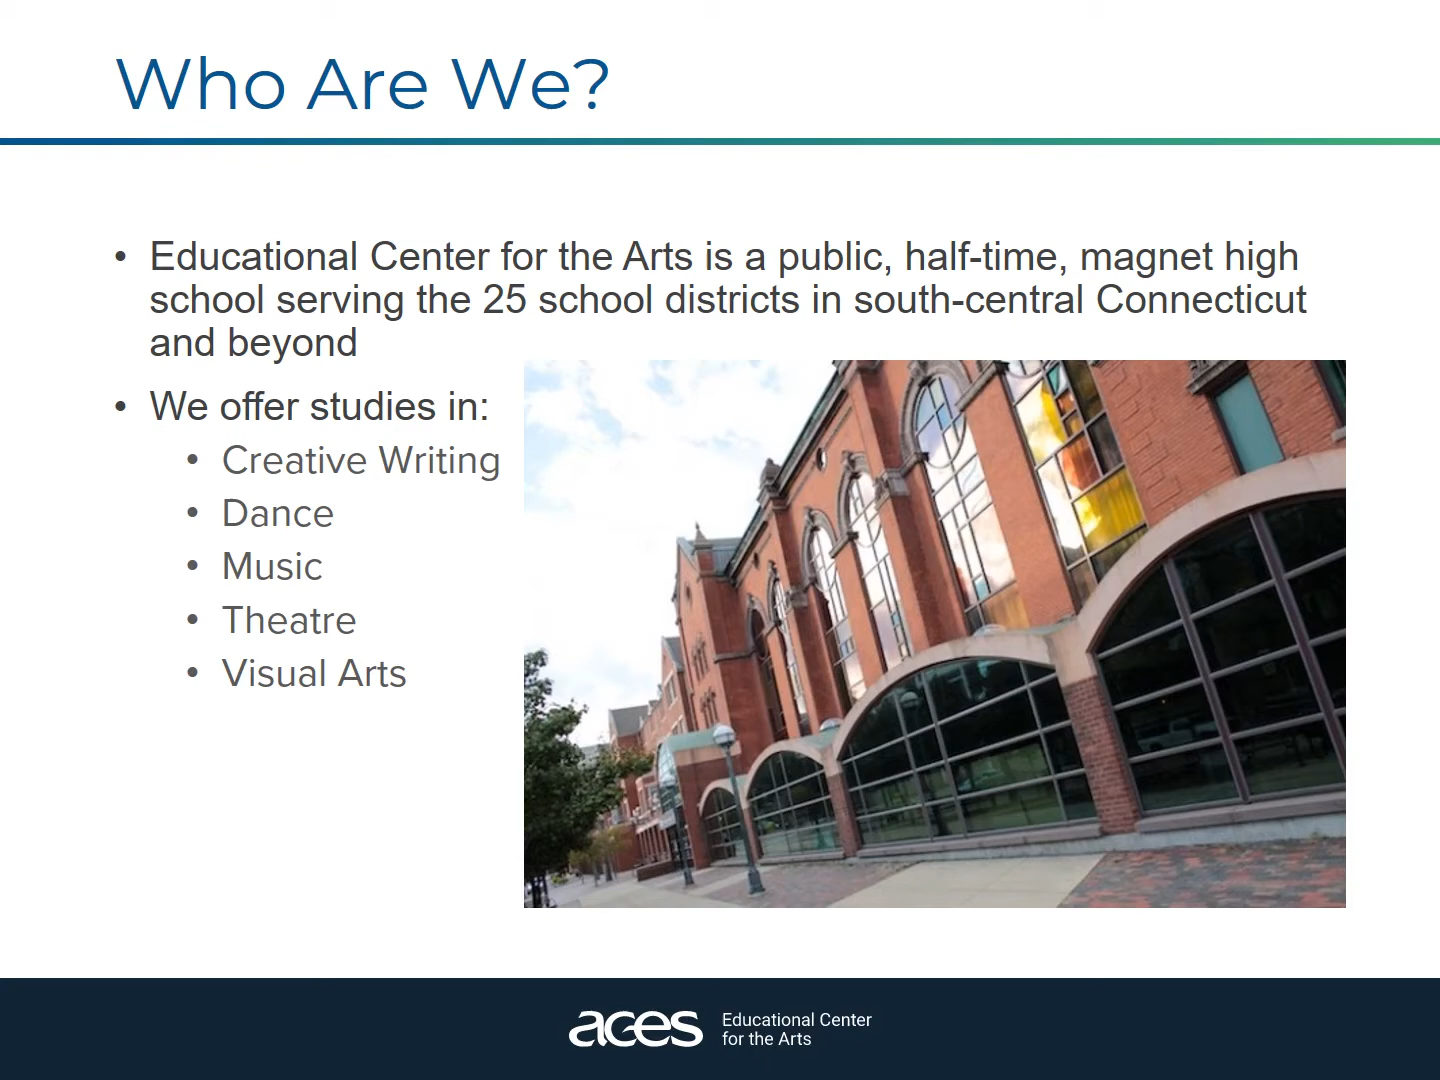 Who Are We?
• Educational Center for the Arts is a public, half-time, magnet high
school serving the 25 school districts in south-central Connecticut
and beyond
• We offer studies in:
• Creative Writing
• Dance
• Music
• Theatre
• Visual Arts
aces
Educational Center
for the Arts